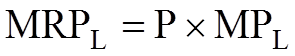 MRP_L = P × MP_L